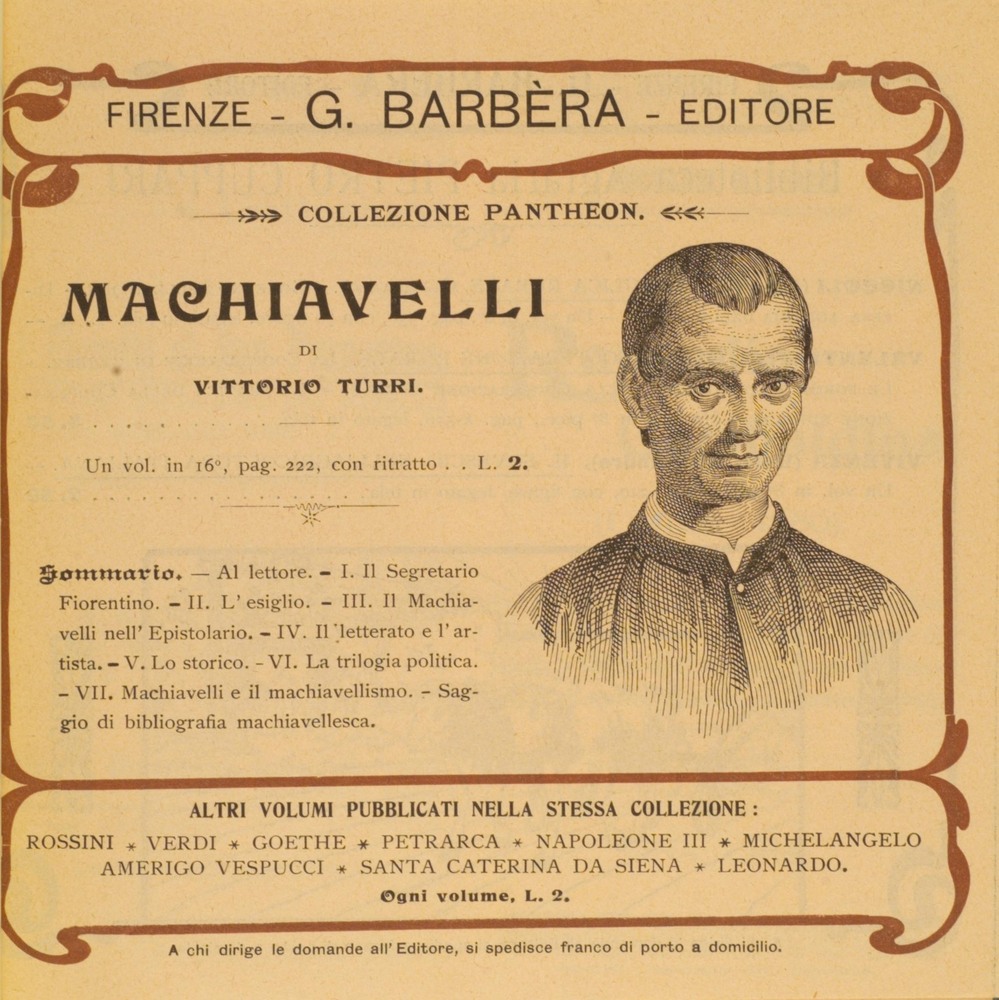 FIRENZE - G. BARBÈRA - EDITORE
COLLEZIONE PANTHEON.
MACHIAVELLI
DI
VITTORIO TURRI.
Un vol. in 16°, pag. 222, con ritratto . . L. 2.
Sommario. — Al lettore. – I. Il Segretario
Fiorentino. – II. L' esiglio. – III. Il Machia-
velli nell' Epistolario. – IV. Il letterato e l' ar-
tista. – V. Lo storico. - VI. La trilogia politica.
– VII. Machiavelli e il machiavellismo. – Sag-
gio di bibliografia machiavellesca.
ALTRI VOLUMI PUBBLICATI NELLA STESSA COLLEZIONE :
ROSSINI * VERDI * GOETHE * PETRARCA * NAPOLEONE III * MICHELANGELO
AMERIGO VESPUCCI * SANTA CATERINA DA SIENA * LEONARDO.
Ogni volume, L. 2.
A chi dirige le domande all' Editore, si spedisce franco di porto a domicilio.